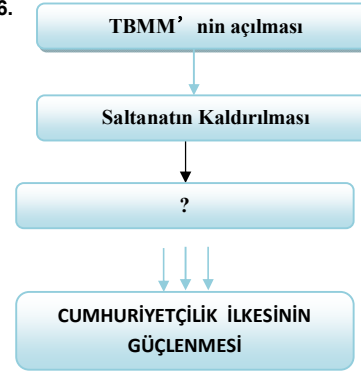 6.
TBMM’ nin açılması
Saltanatın Kaldırılması
?
CUMHURİYETÇİLİK İLKESİNİN
GÜÇLENMESİ